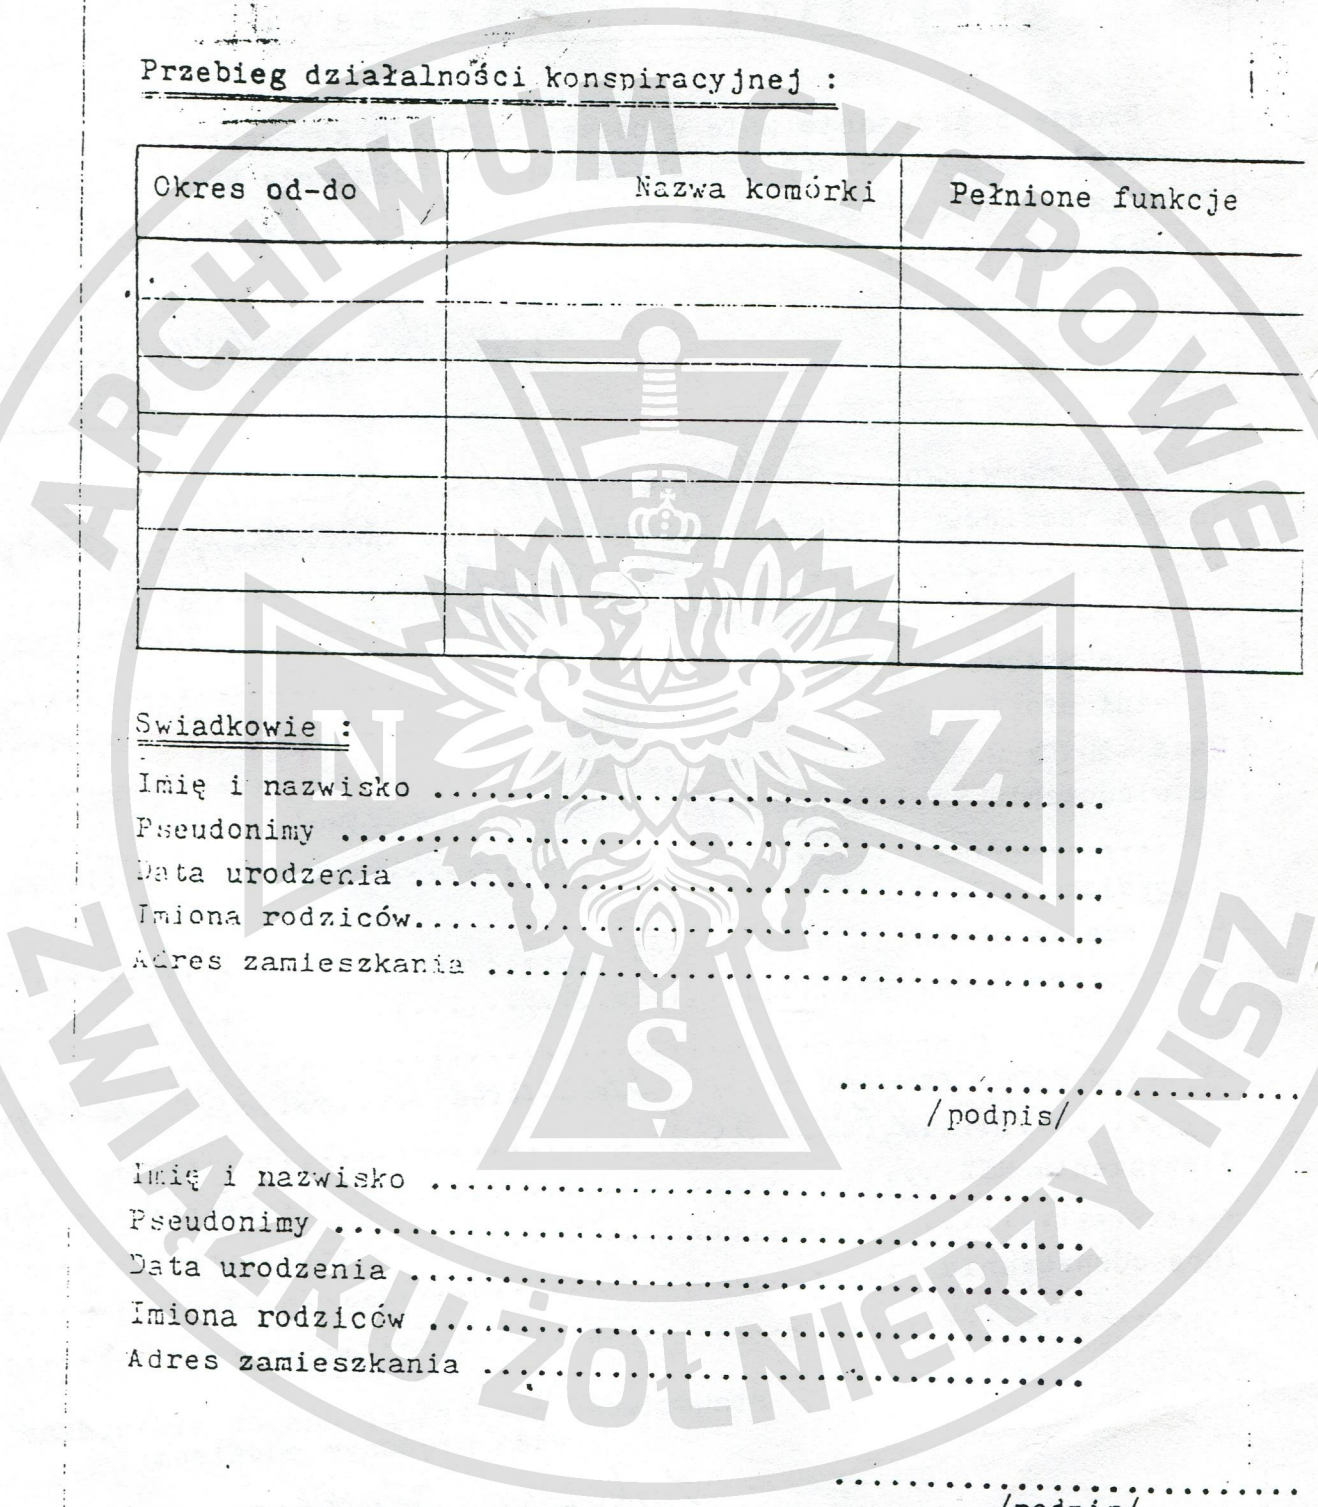 Przebieg działalności konspiracyjnej :
Okres od-do Nazwa komórki Pełnione funkcje
Swiadkowie :
Imię i nazwisko ..........................................
Pseudonimy ..........................................
Data urodzenia ..........................................
Imiona rodziców..........................................
Adres zamieszkania ..........................................
..........................
/podpis/
Imię i nazwisko ..........................................
Pseudonimy ..........................................
Data urodzenia ..........................................
Imiona rodziców ..........................................
Adres zamieszkania ..........................................
..........................
/podpis/
ARCHIWUM CYFROWE
ZWIĄZKU ŻOŁNIERZY NSZ
N
Z
S